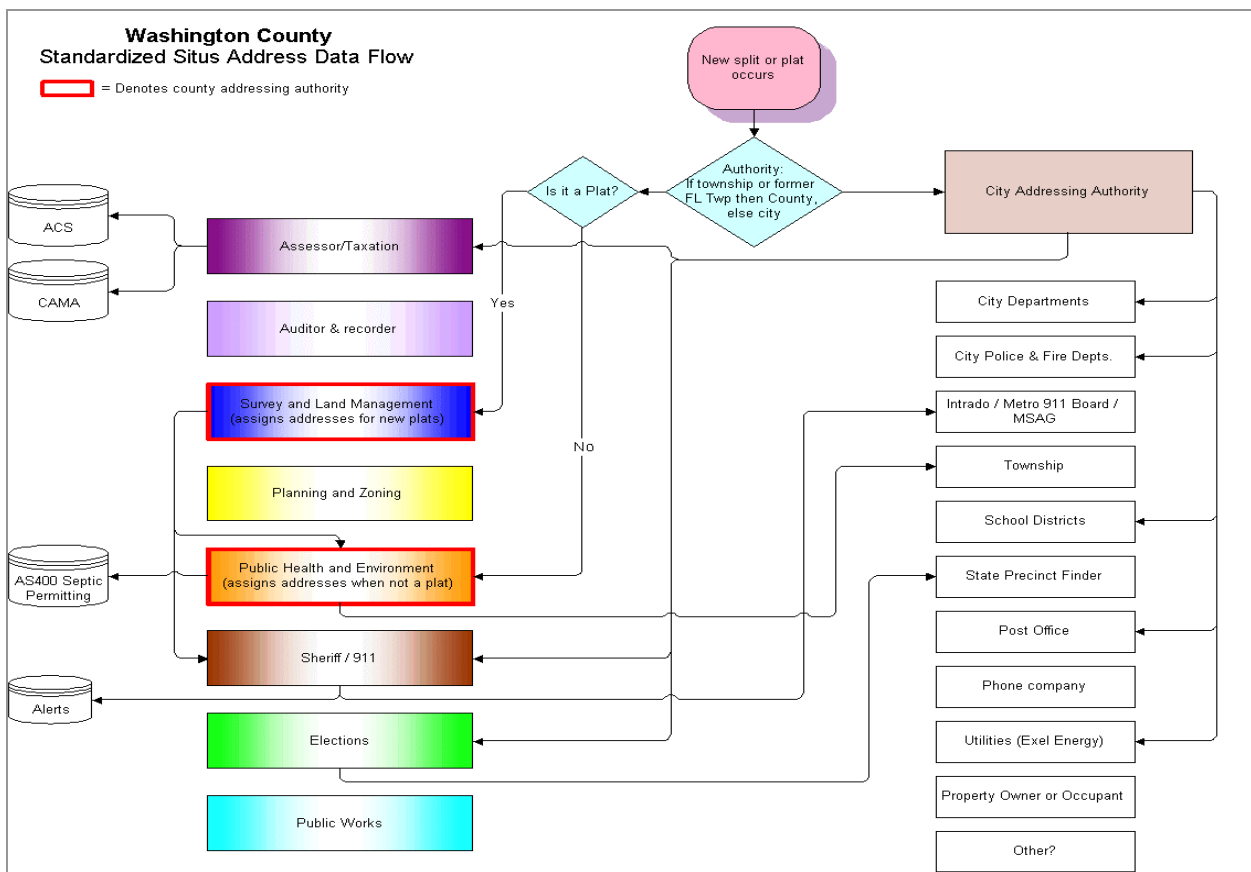 Washington County
Standardized Situs Address Data Flow
= Denotes county addressing authority
New split or plat
occurs
Authority:
If township or former
FL Twp then County,
else city
Is it a Plat?
City Addressing Authority
ACS
CAMA
Assessor/Taxation
Auditor & recorder
Yes
Survey and Land Management
(assigns addresses for new plats)
No
Planning and Zoning
Public Health and Environment
(assigns addresses when not a plat)
AS400 Septic
Permitting
Sheriff / 911
Alerts
Elections
Public Works
City Departments
City Police & Fire Depts.
Intrado / Metro 911 Board /
MSAG
Township
School Districts
State Precinct Finder
Post Office
Phone company
Utilities (Exel Energy)
Property Owner or Occupant
Other?